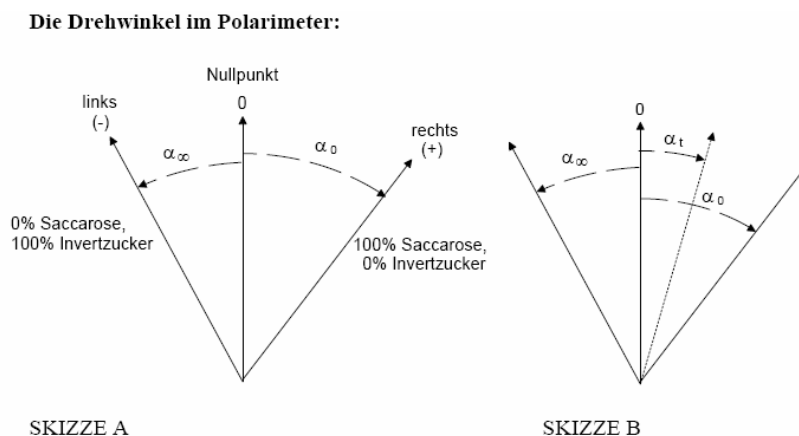 Die Drehwinkel im Polarimeter:
Nullpunkt
0
links
(-)
rechts
(+)
α∞
α0
0% Saccarose,
100% Invertzucker
100% Saccarose,
0% Invertzucker
SKIZZE A
0
αt
α∞
α0
SKIZZE B